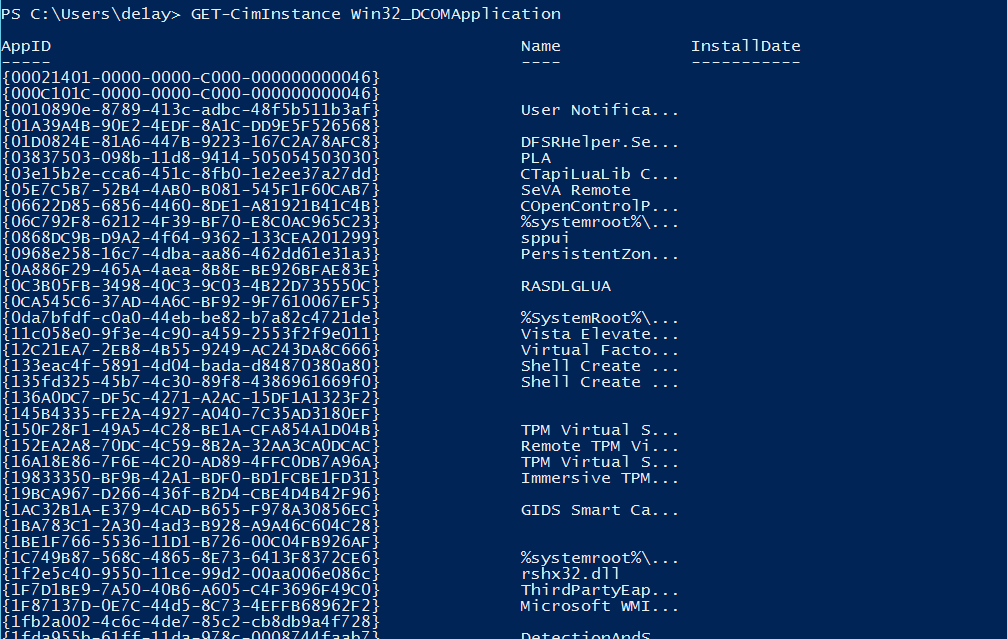 PS C:\Users\de1ay> GET-CimInstance Win32_DCOMApplication
AppID Name InstallDate
----- ---- -----------
{00021401-0000-0000-C000-000000000046}
{000C101C-0000-0000-C000-000000000046}
{0010890e-8789-413c-adbc-48f5b511b3af} User Notifica...
{01A39A4B-90E2-4EDF-8A1C-DD9E5F526568}
{01D0824E-81A6-447B-9223-167C2A78AFC8} DFSRHelper.Se...
{03837503-098b-11d8-9414-505054503030} PLA
{03e15b2e-cca6-451c-8fb0-1e2ee37a27dd} CTapiLuaLib C...
{05E7C5B7-52B4-4AB0-B081-545F1F60CAB7} SeVA Remote
{06622D85-6856-4460-8DE1-A81921B41C4B} COpenControlP...
{06C792F8-6212-4F39-BF70-E8C0AC965C23} %systemroot%\...
{0868DC9B-D9A2-4f64-9362-133CEA201299} sppui
{0968e258-16c7-4dba-aa86-462dd61e31a3} PersistentZon...
{0A886F29-465A-4aea-8B8E-BE926BFAE83E}
{0C3B05FB-3498-40C3-9C03-4B22D735550C} RASDLGLUA
{0CA545C6-37AD-4A6C-BF92-9F7610067EF5}
{0da7bfdf-c0a0-44eb-be82-b7a82c4721de} %SystemRoot%\...
{11c058e0-9f3e-4c90-a459-2553f2f9e011} Vista Elevate...
{12C21EA7-2EB8-4B55-9249-AC243DA8C666} Virtual Facto...
{133eac4f-5891-4d04-bada-d84870380a80} Shell Create ...
{135fd325-45b7-4c30-89f8-4386961669f0} Shell Create ...
{136A0DC7-DF5C-4271-A2AC-15DF1A1323F2}
{145B4335-FE2A-4927-A040-7C35AD3180EF}
{150F28F1-49A5-4C28-BE1A-CFA854A1D04B} TPM Virtual S...
{152EA2A8-70DC-4C59-8B2A-32AA3CA0DCAC} Remote TPM Vi...
{16A18E86-7F6E-4C20-AD89-4FFC0DB7A96A} TPM Virtual S...
{19833350-BF9B-42A1-BDF0-BD1FCBE1FD31} Immersive TPM...
{19BCA967-D266-436f-B2D4-CBE4D4B42F96}
{1AC32B1A-E379-4CAD-B655-F978A30856EC} GIDS Smart Ca...
{1BA783C1-2A30-4ad3-B928-A9A46C604C28}
{1BE1F766-5536-11D1-B726-00C04FB926AF}
{1C749B87-568C-4865-8E73-6413F8372CE6} %systemroot%\...
{1f2e5c40-9550-11ce-99d2-00aa006e086c} rshx32.dll
{1F7D1BE9-7A50-40B6-A605-C4F3696F49C0} ThirdPartyEap...
{1F87137D-0E7C-44d5-8C73-4EFFB68962F2} Microsoft WMI...
{1fb2a002-4c6c-4de7-85c2-cb8db9a4f728}
{1fda955b-61ff-11da-978c-0008744faab7} DetectionAndS...